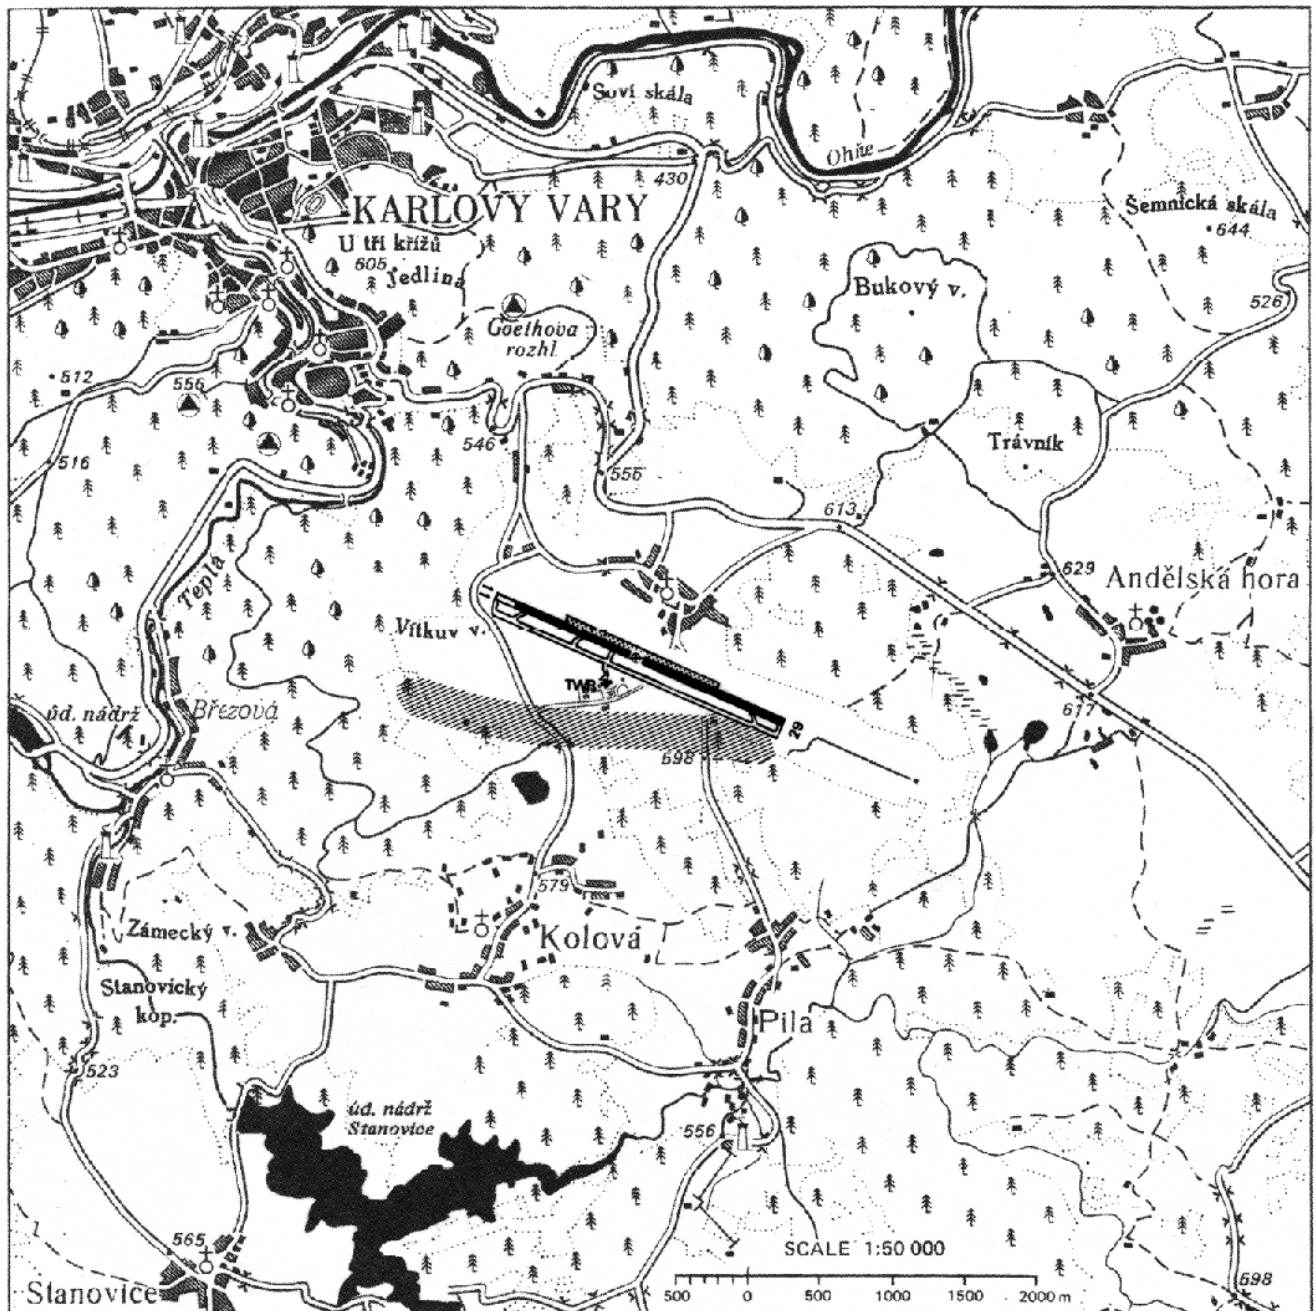 Soví skála
Ohře
430
KARLOVY VARY
Šemnická skála
644
U tří křížů
605
Jedlina
Bukový v.
526
Goethova
rozhl.
512
556
546
Trávník
516
556
613
629
Andělská hora
Teplá
Vítkův v.
TWR
úd. nádrž
Březová
617
29
598
579
Zámecký v.
Kolová
Stanovický
kop.
Pila
523
úd. nádrž
Stanovice
556
565
SCALE 1:50 000
Stanovice
598
500 0 500 1000 1500 2000 m